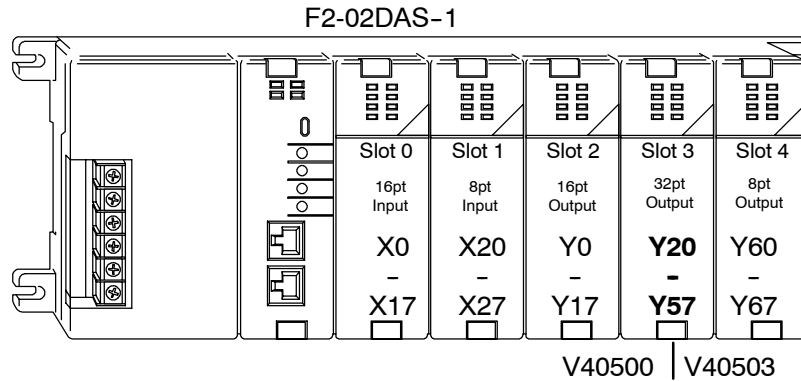 F2-02DAS-1
Slot 0 Slot 1 Slot 2 Slot 3 Slot 4
16pt Input 8pt Input 16pt Output 32pt Output 8pt Output
X0 X20 Y0 Y20 Y60
- - - - -
X17 X27 Y17 Y57 Y67
V40500 V40503